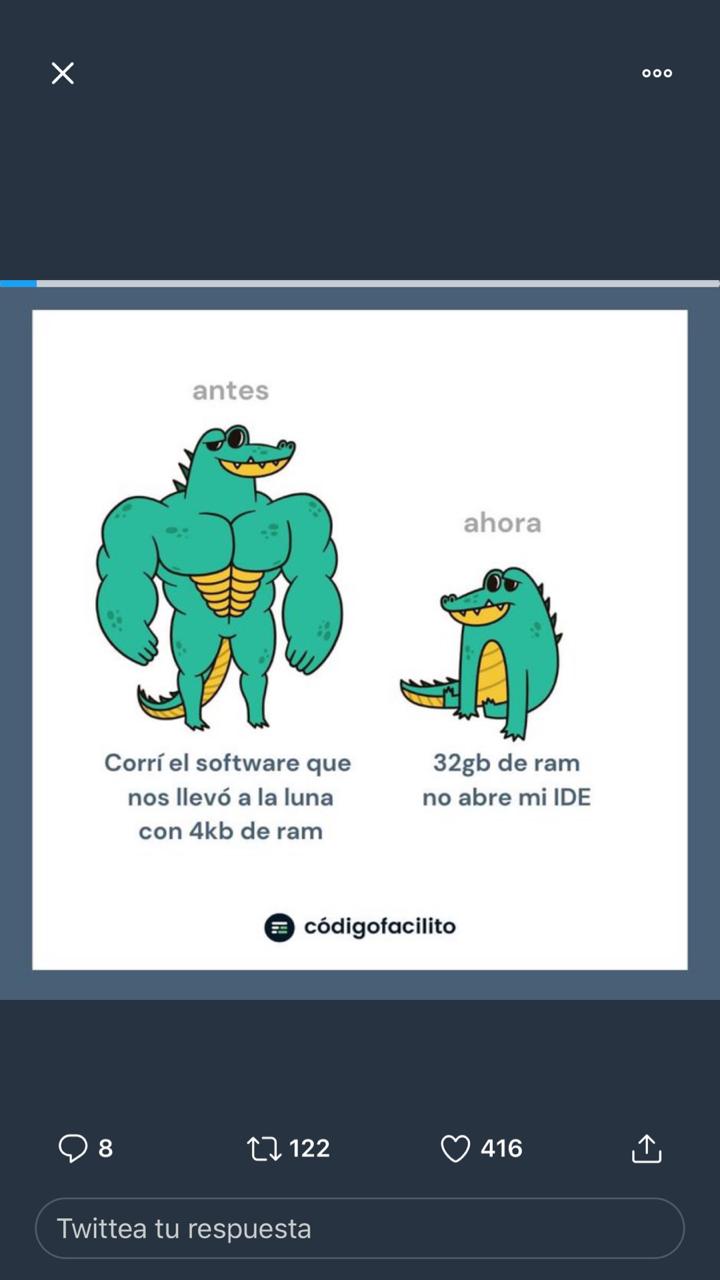 antes
ahora
Corrí el software que
nos llevó a la luna
con 4kb de ram
32gb de ram
no abre mi IDE
códigofacilito
8
122
416
Twittea tu respuesta